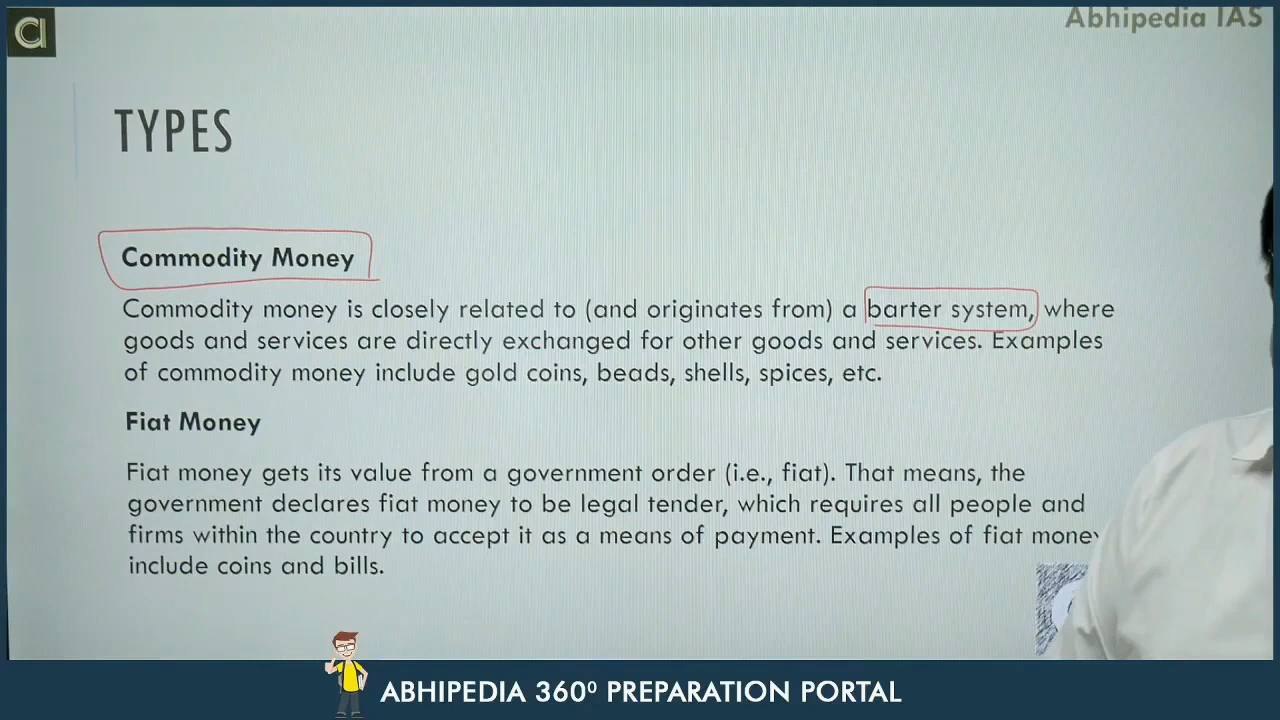 Abhipedia IAS
TYPES
Commodity Money
Commodity money is closely related to (and originates from) a barter system, where
goods and services are directly exchanged for other goods and services. Examples
of commodity money include gold coins, beads, shells, spices, etc.
Fiat Money
Fiat money gets its value from a government order (i.e., fiat). That means, the
government declares fiat money to be legal tender, which requires all people and
firms within the country to accept it as a means of payment. Examples of fiat money
include coins and bills.
ABHIPEDIA 360⁰ PREPARATION PORTAL